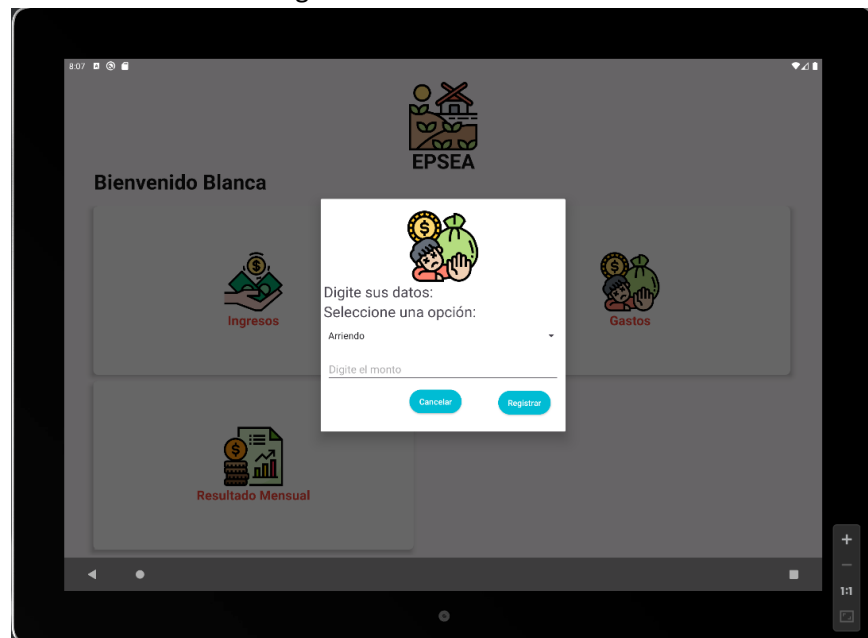 8:07
EPSEA
Bienvenido Blanca
Digite sus datos:
Seleccione una opción:
Arriendo
Digite el monto
Cancelar
Registrar
Ingresos
Gastos
Resultado Mensual
1:1